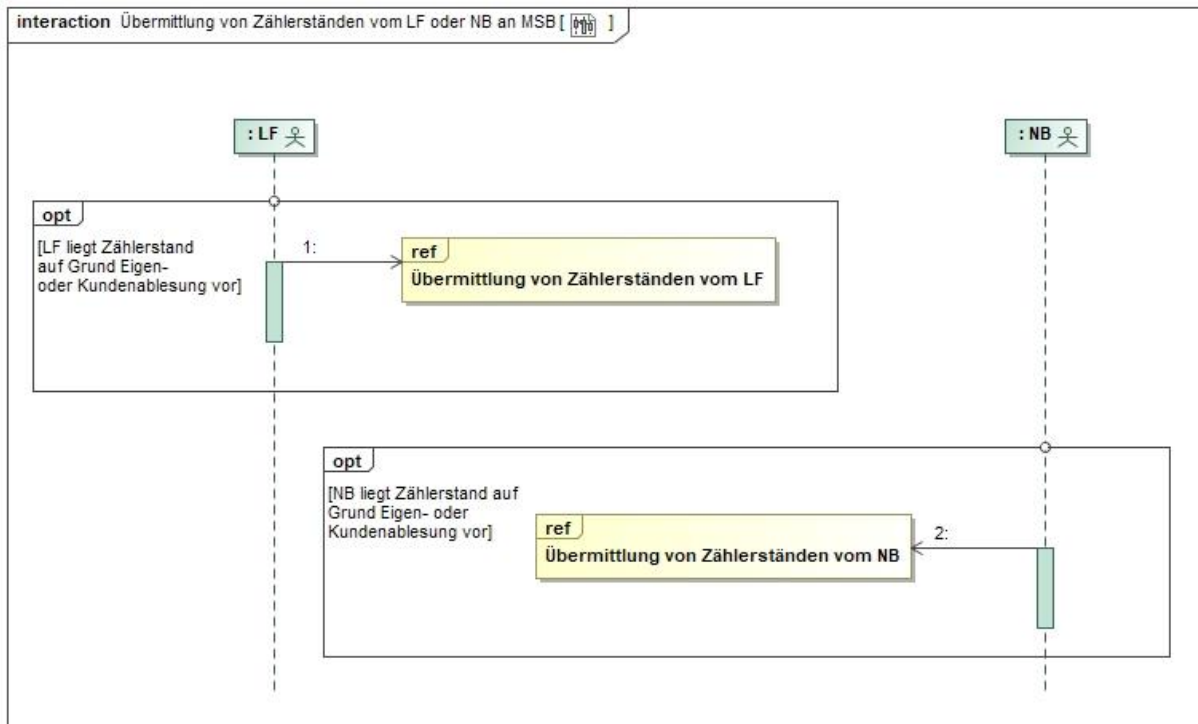 interaction Übermittlung von Zählerständen vom LF oder NB an MSB [ ]
: LF
: NB
opt
[LF liegt Zählerstand
auf Grund Eigen-
oder Kundenablesung vor]
1:
ref
Übermittlung von Zählerständen vom LF
opt
[NB liegt Zählerstand auf
Grund Eigen- oder
Kundenablesung vor]
ref
Übermittlung von Zählerständen vom NB
2: